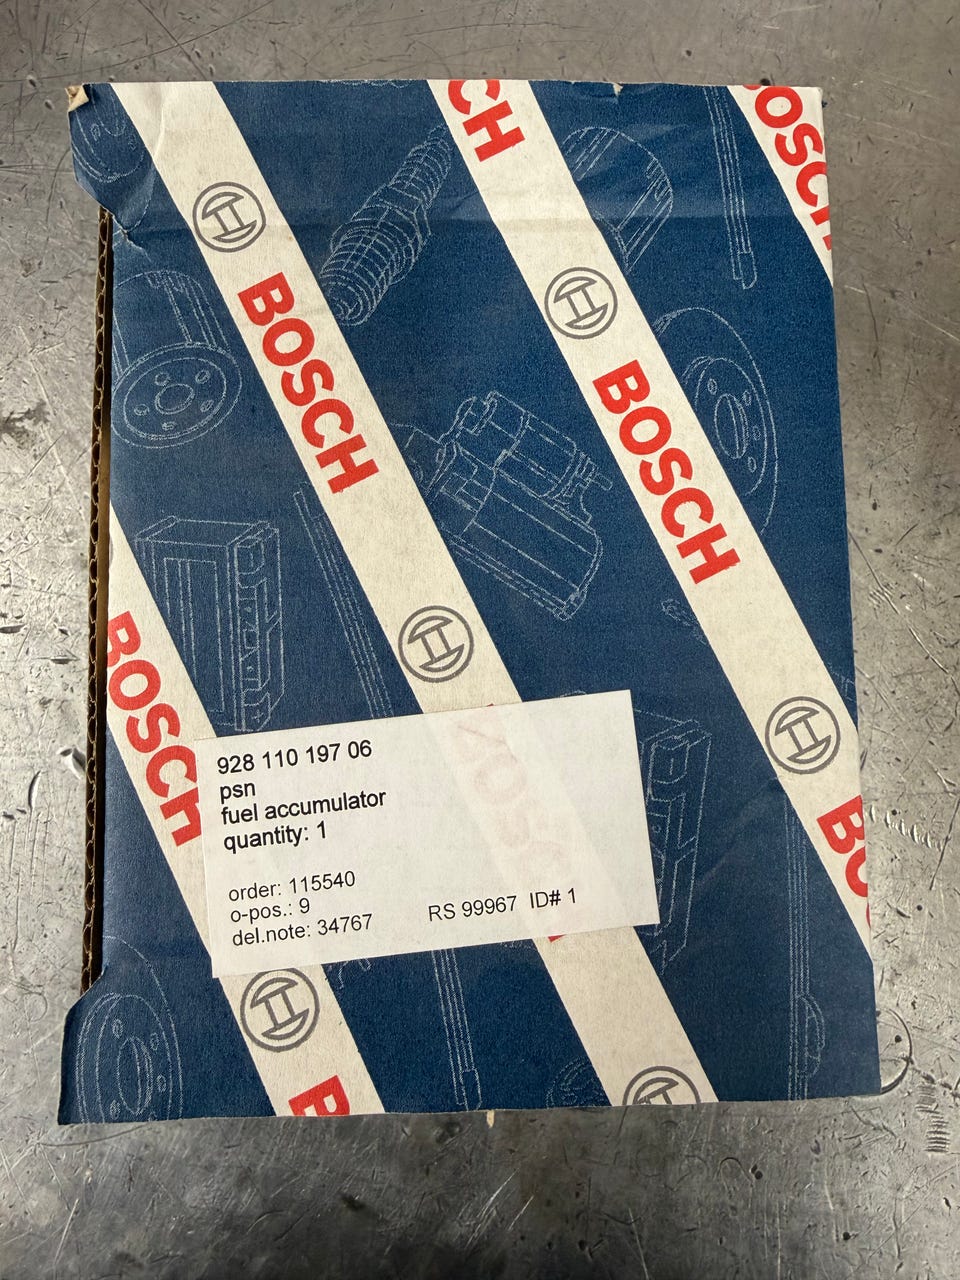 BOSCH
BOSCH
BOSCH
BOSCH
BOSCH
928 110 197 06
psn
fuel accumulator
quantity: 1
order: 115540
o-pos.: 9
del.note: 34767
RS 99967 ID# 1